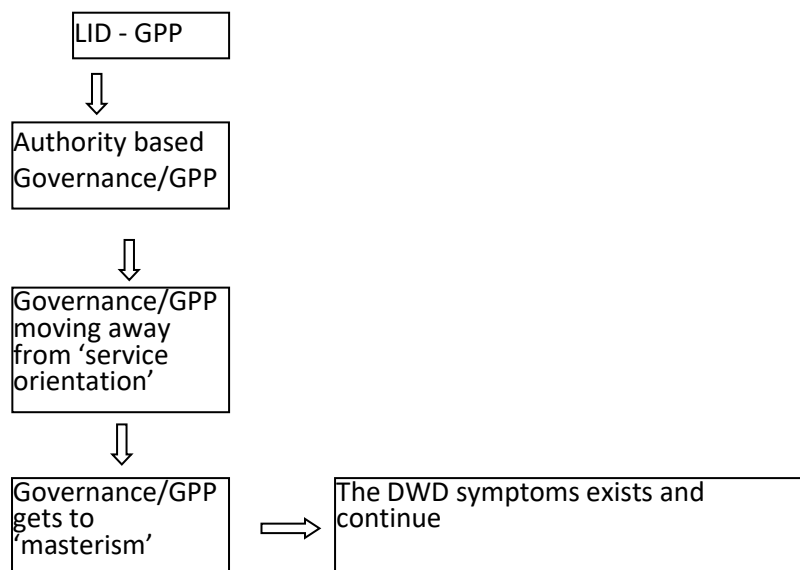 LID - GPP
Authority based
Governance/GPP
Governance/GPP
moving away
from ‘service
orientation’
Governance/GPP
gets to
‘masterism’
The DWD symptoms exists and
continue